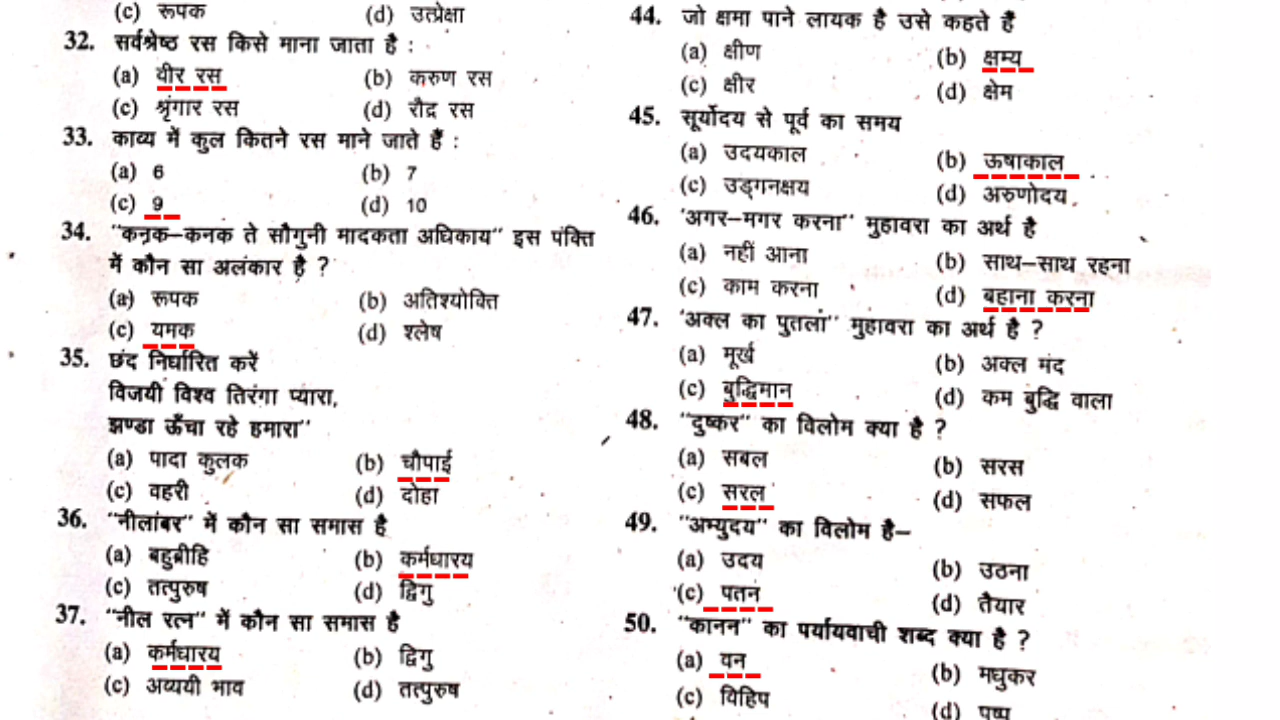 (c) रूपक (d) उत्प्रेक्षा
32. सर्वश्रेष्ठ रस किसे माना जाता है :
(a) वीर रस (b) करुण रस
(c) श्रृंगार रस (d) रौद्र रस
33. काव्य में कुल कितने रस माने जाते हैं :
(a) 6 (b) 7
(c) 9 (d) 10
34. "कनक–कनक ते सौगुनी मादकता अधिकाय" इस पंक्ति
में कौन सा अलंकार है ?
(a) रूपक (b) अतिश्योक्ति
(c) यमक (d) श्लेष
35. छंद निर्धारित करें
विजयी विश्व तिरंगा प्यारा,
झण्डा ऊँचा रहे हमारा"
(a) पादा कुलक (b) चौपाई
(c) वहरी (d) दोहा
36. "नीलांबर" में कौन सा समास है
(a) बहुब्रीहि (b) कर्मधारय
(c) तत्पुरुष (d) द्विगु
37. "नील रत्न" में कौन सा समास है
(a) कर्मधारय (b) द्विगु
(c) अव्ययी भाव (d) तत्पुरुष
44. जो क्षमा पाने लायक है उसे कहते हैं
(a) क्षीण (b) क्षम्य
(c) क्षीर (d) क्षेम
45. सूर्योदय से पूर्व का समय
(a) उदयकाल (b) ऊषाकाल
(c) उड्गनक्षय (d) अरुणोदय
46. 'अगर–मगर करना" मुहावरा का अर्थ है
(a) नहीं आना (b) साथ–साथ रहना
(c) काम करना (d) बहाना करना
47. 'अक्ल का पुतला" मुहावरा का अर्थ है ?
(a) मूर्ख (b) अक्ल मंद
(c) बुद्धिमान (d) कम बुद्धि वाला
48. "दुष्कर" का विलोम क्या है ?
(a) सबल (b) सरस
(c) सरल (d) सफल
49. "अभ्युदय" का विलोम है–
(a) उदय (b) उठना
(c) पतन (d) तैयार
50. "कानन" का पर्यायवाची शब्द क्या है ?
(a) वन (b) मधुकर
(c) विहिप (d) पुष्प